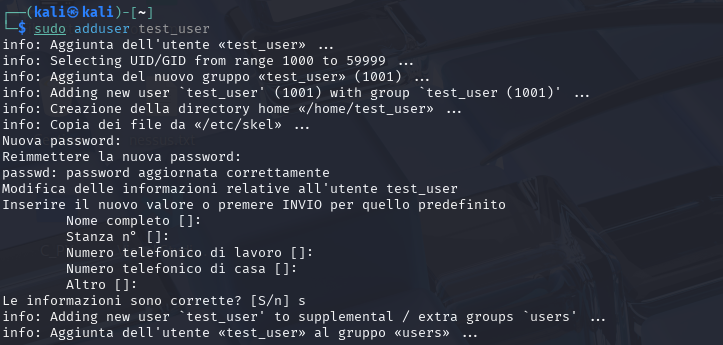 ┌──(kali㉿kali)-[~]
└─$ sudo adduser test_user
info: Aggiunta dell'utente «test_user» ...
info: Selecting UID/GID from range 1000 to 59999 ...
info: Aggiunta del nuovo gruppo «test_user» (1001) ...
info: Adding new user `test_user' (1001) with group `test_user (1001)' ...
info: Creazione della directory home «/home/test_user» ...
info: Copia dei file da «/etc/skel» ...
Nuova password:
Reimmettere la nuova password:
passwd: password aggiornata correttamente
Modifica delle informazioni relative all'utente test_user
Inserire il nuovo valore o premere INVIO per quello predefinito
        Nome completo []:
        Stanza n° []:
        Numero telefonico di lavoro []:
        Numero telefonico di casa []:
        Altro []:
Le informazioni sono corrette? [S/n] s
info: Adding new user `test_user' to supplemental / extra groups `users' ...
info: Aggiunta dell'utente «test_user» al gruppo «users» ...